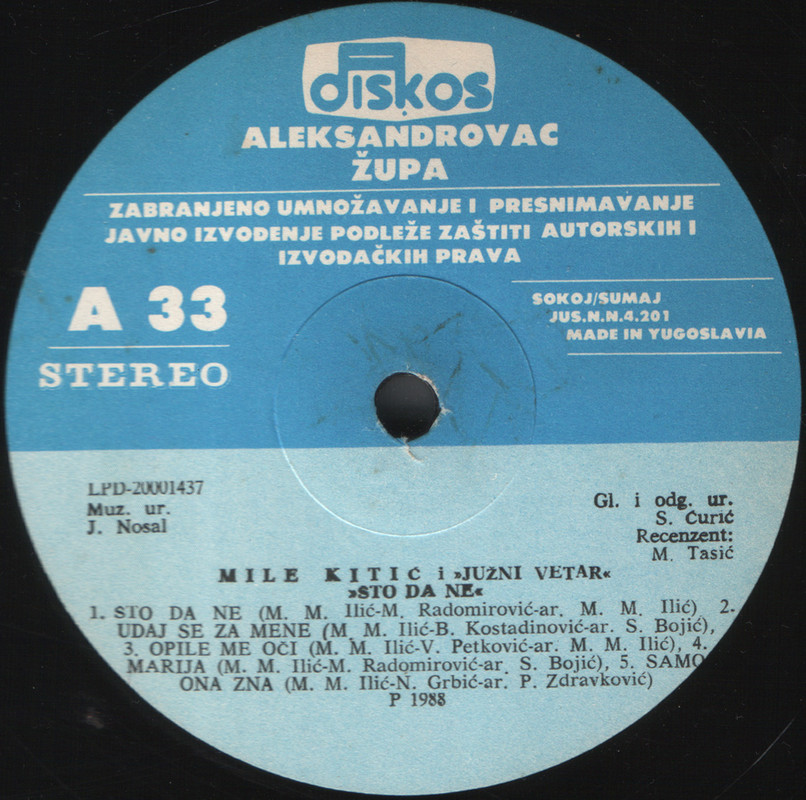 diskos
ALEKSANDROVAC
ŽUPA
ZABRANJENO UMNOŽAVANJE I PRESNIMAVANJE
JAVNO IZVODENJE PODLEŽE ZAŠTITI AUTORSKIH I
IZVODAČKIH PRAVA
A 33
STEREO
SOKOJ/SUMAJ
JUS.N.N.4.201
MADE IN YUGOSLAVIA
LPD-20001437
Muz. ur.
J. Nosal
Gl. i odg. ur.
S. Ćurić
Recenzent:
M. Tasić
MILE KITIĆ i »JUŽNI VETAR«
»STO DA NE«
1. STO DA NE (M. M. Ilić-M. Radomirović-ar. M. M. Ilić) 2.
UDAJ SE ZA MENE (M. M. Ilić-B. Kostadinović-ar. S. Bojić),
3. OPILE ME OČI (M. M. Ilić-V. Petković-ar. M. M. Ilić), 4.
MARIJA (M. M. Ilić-M. Radomirović-ar. S. Bojić), 5. SAMO
ONA ZNA (M. M. Ilić-N. Grbić-ar. P. Zdravković)
P 1988